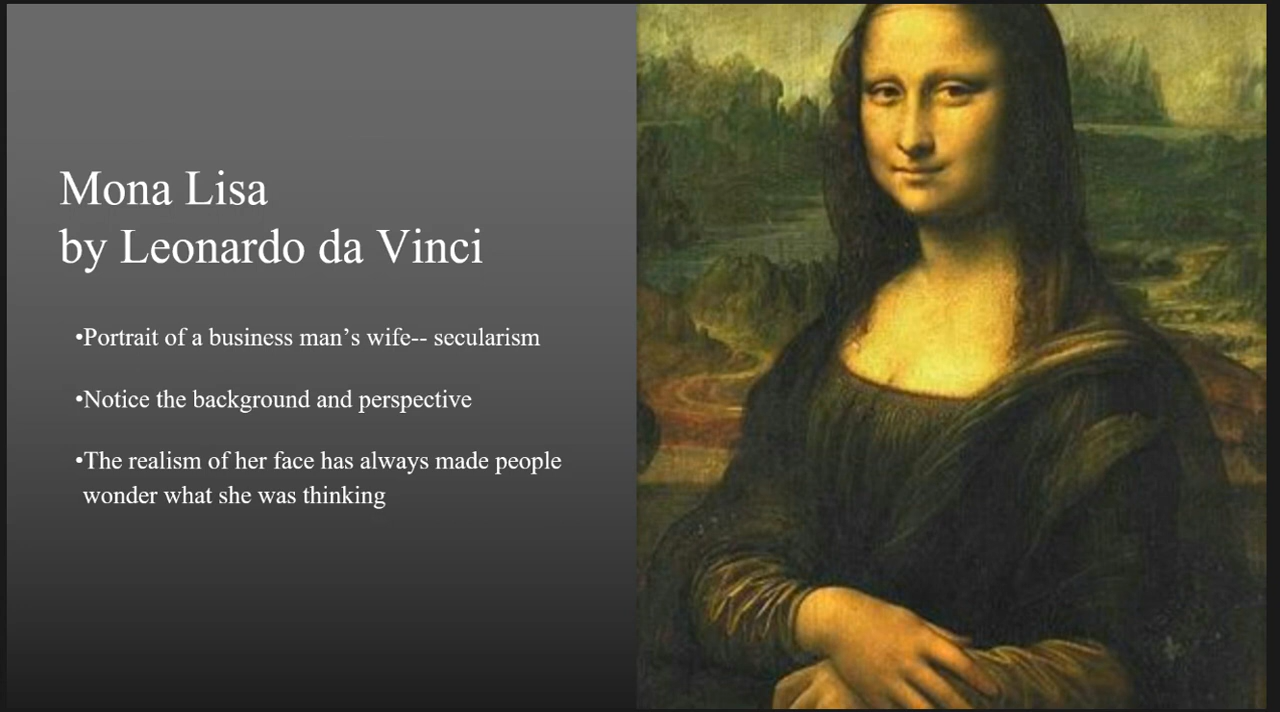 Mona Lisa
by Leonardo da Vinci
•Portrait of a business man’s wife-- secularism
•Notice the background and perspective
•The realism of her face has always made people
wonder what she was thinking